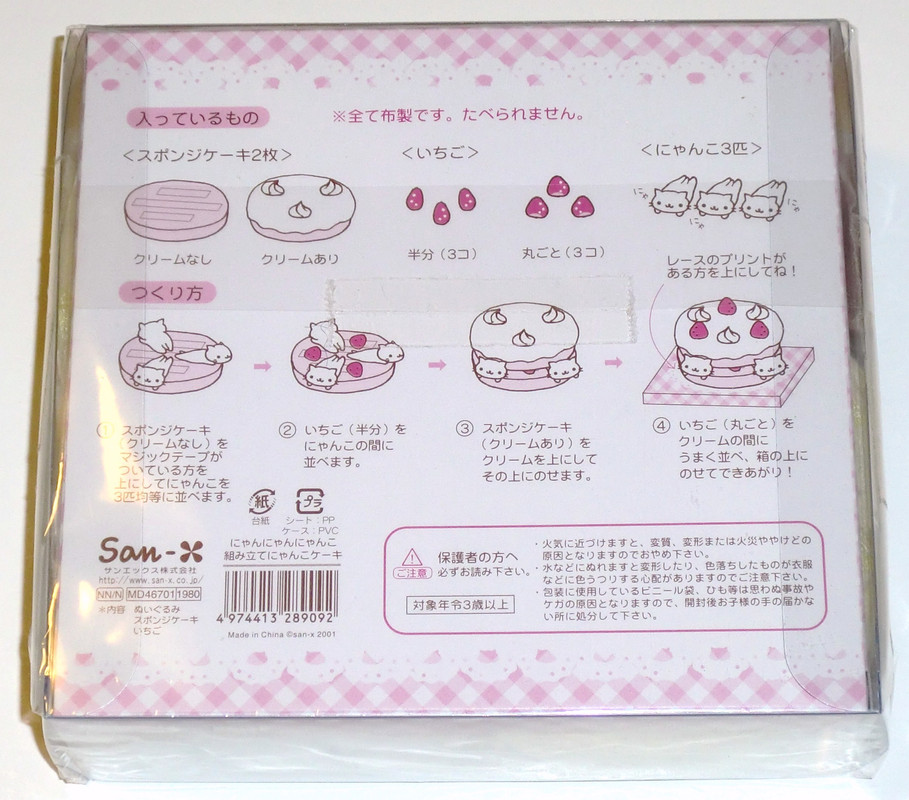 入っているもの
※全て布製です。たべられません。
＜スポンジケーキ2枚＞
＜いちご＞
＜にゃんこ3匹＞
にゃ
にゃ
にゃ
クリームなし
クリームあり
半分（3コ）
丸ごと（3コ）
レースのプリントが
ある方を上にしてね！
つくり方
① スポンジケーキ
（クリームなし）を
マジックテープが
ついている方を
上にしてにゃんこを
3匹均等に並べます。
② いちご（半分）を
にゃんこの間に
並べます。
③ スポンジケーキ
（クリームあり）を
クリームを上にして
その上にのせます。
④ いちご（丸ごと）を
クリームの間に
うまく並べ、箱の上に
のせてできあがり！
紙
台紙
プラ
シート：PP
ケース：PVC
San-X
サンエックス株式会社
http://www.san-x.co.jp/
NN/N MD46701 1980
＊内容 ぬいぐるみ
スポンジケーキ
いちご
にゃんにゃんにゃんこ
組み立てにゃんこケーキ
4 974413 289092
Made in China ©san-x 2001
ご注意
保護者の方へ
必ずお読み下さい。
対象年令3歳以上
・火気に近づけますと、変質、変形または火災ややけどの
原因となりますのでおやめ下さい。
・水などにぬれますと変形したり、色落ちしたものが衣服
などに色うつりする心配がありますのでご注意下さい。
・包装に使用しているビニール袋、ひも等は思わぬ事故や
ケガの原因となりますので、開封後お子様の手の届かな
い所に処分して下さい。